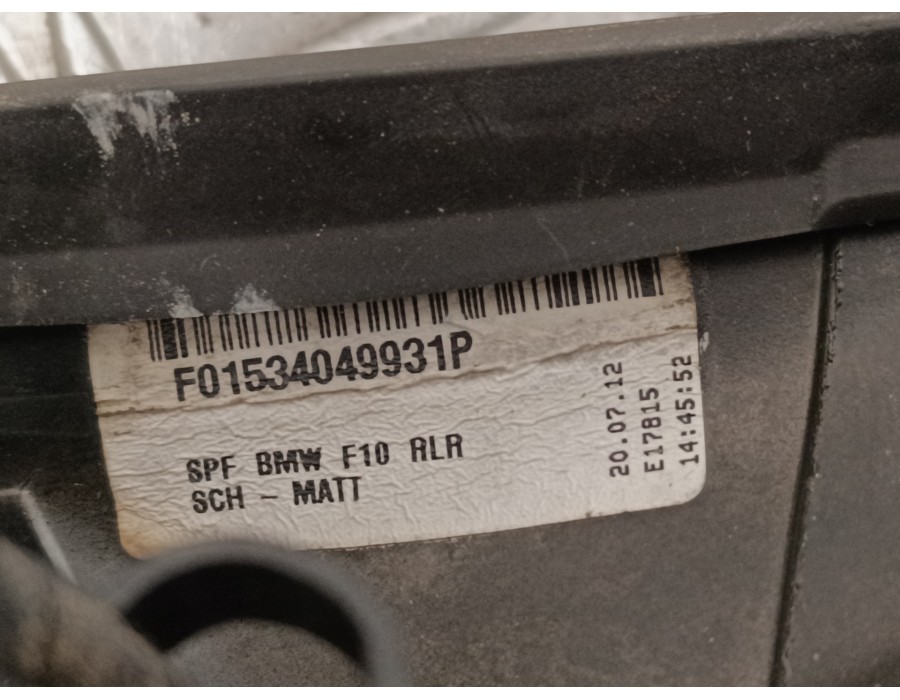 F01534049931P
SPF BMW F10 RLR
SCH - MATT
20.07.12
E17815
14:45:52